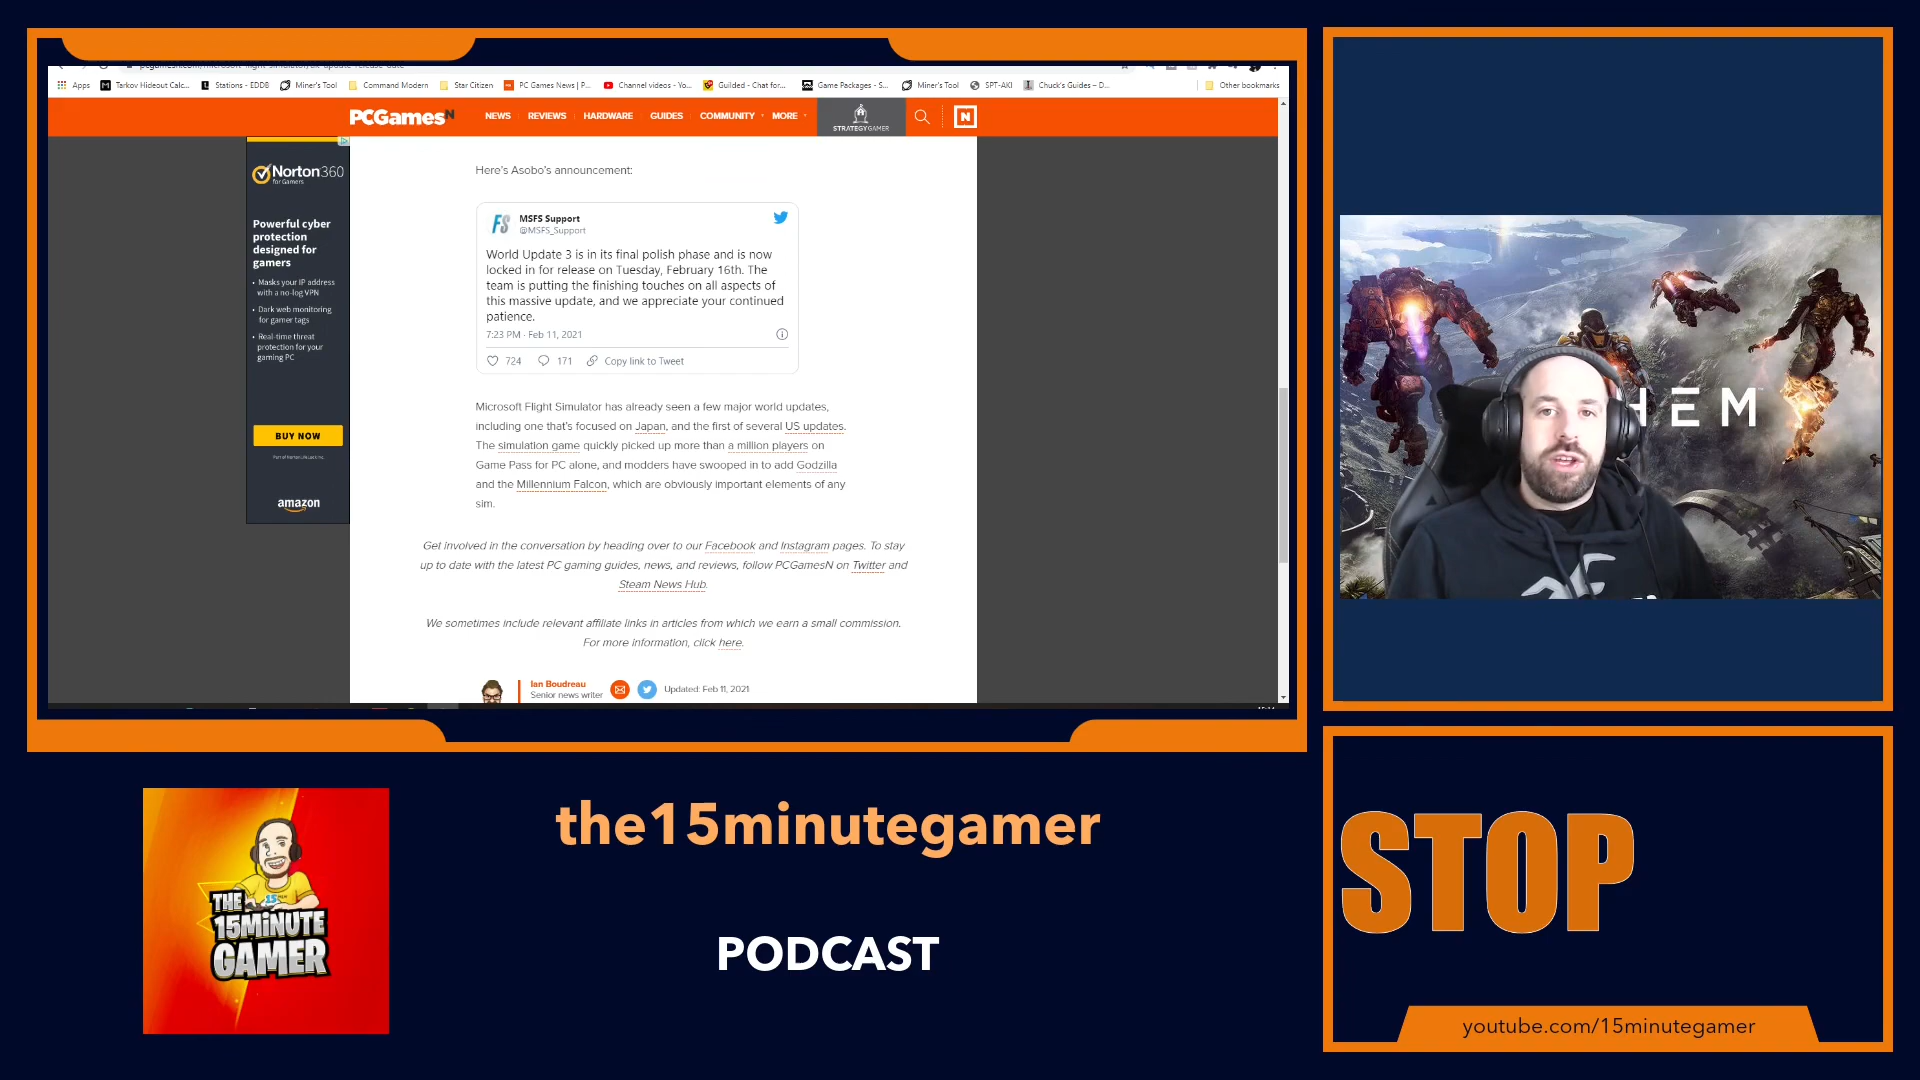 Apps
Tarkov Hideout Calc...
Stations - EDDB
Miner's Tool
Command Modern
Star Citizen
PC Games News | P...
Channel videos - Yo...
Guilded - Chat for...
Game Packages - S...
Miner's Tool
SPT-AKI
Chuck's Guides – D...
Other bookmarks
PCGamesN
NEWS
REVIEWS
HARDWARE
GUIDES
COMMUNITY
MORE
STRATEGYGAMER
N
Norton360
for Gamers
Powerful cyber
protection
designed for
gamers
• Masks your IP address
with a no-log VPN
• Dark web monitoring
for gamer tags
• Real-time threat
protection for your
gaming PC
BUY NOW
amazon
Here's Asobo's announcement:
FS
MSFS Support
@MSFS_Support
World Update 3 is in its final polish phase and is now
locked in for release on Tuesday, February 16th. The
team is putting the finishing touches on all aspects of
this massive update, and we appreciate your continued
patience.
7:23 PM · Feb 11, 2021
724
171
Copy link to Tweet
Microsoft Flight Simulator has already seen a few major world updates,
including one that's focused on Japan, and the first of several US updates.
The simulation game quickly picked up more than a million players on
Game Pass for PC alone, and modders have swooped in to add Godzilla
and the Millennium Falcon, which are obviously important elements of any
sim.
Get involved in the conversation by heading over to our Facebook and Instagram pages. To stay
up to date with the latest PC gaming guides, news, and reviews, follow PCGamesN on Twitter and
Steam News Hub.
We sometimes include relevant affiliate links in articles from which we earn a small commission.
For more information, click here.
Ian Boudreau
Senior news writer
Updated: Feb 11, 2021
HEM
THE
15MINUTE
GAMER
15
the15minutegamer
PODCAST
STOP
youtube.com/15minutegamer